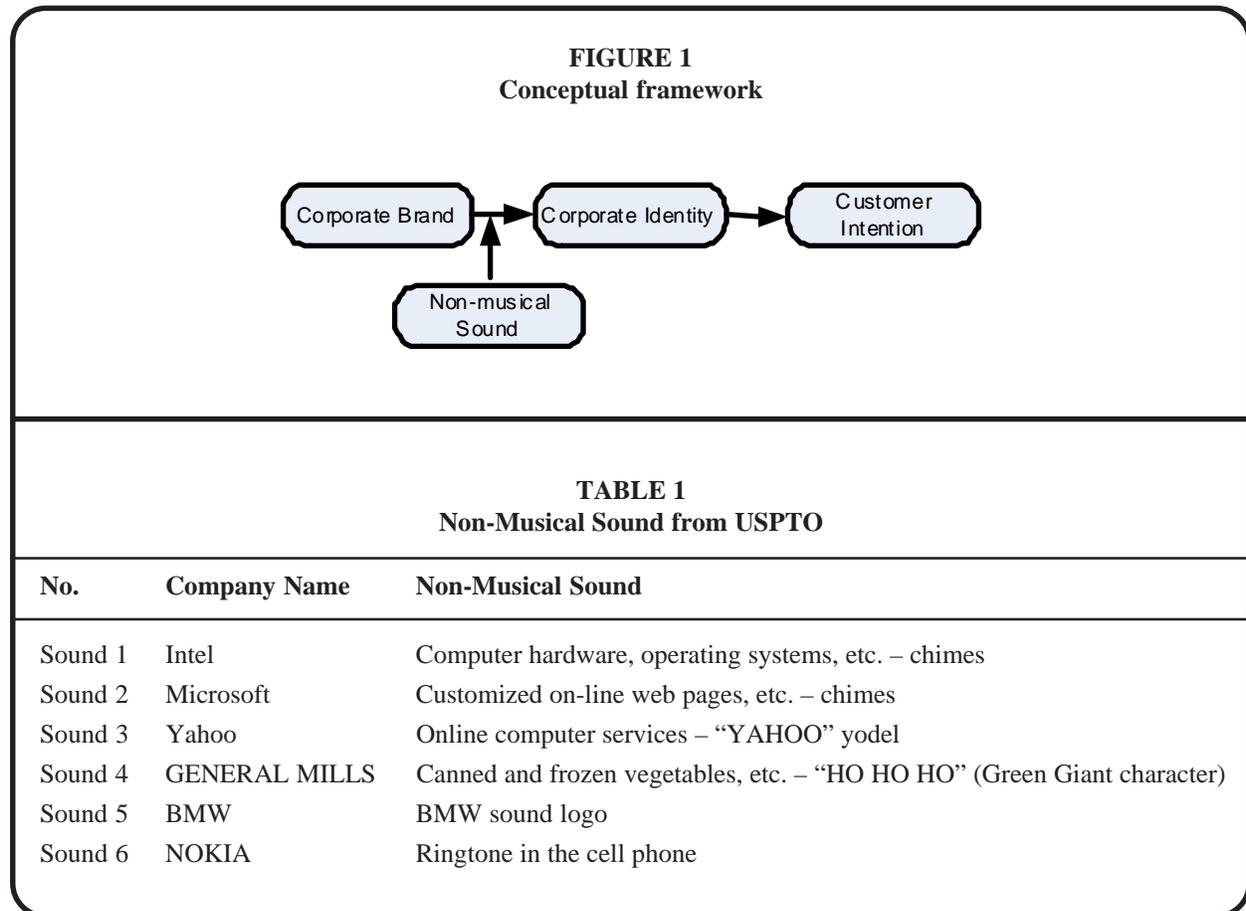 FIGURE 1
Conceptual framework
Corporate Brand
Corporate Identity
Customer
Intention
Non-musical
Sound
TABLE 1
Non-Musical Sound from USPTO
No. Company Name Non-Musical Sound
Sound 1 Intel Computer hardware, operating systems, etc. – chimes
Sound 2 Microsoft Customized on-line web pages, etc. – chimes
Sound 3 Yahoo Online computer services – “YAHOO” yodel
Sound 4 GENERAL MILLS Canned and frozen vegetables, etc. – “HO HO HO” (Green Giant character)
Sound 5 BMW BMW sound logo
Sound 6 NOKIA Ringtone in the cell phone